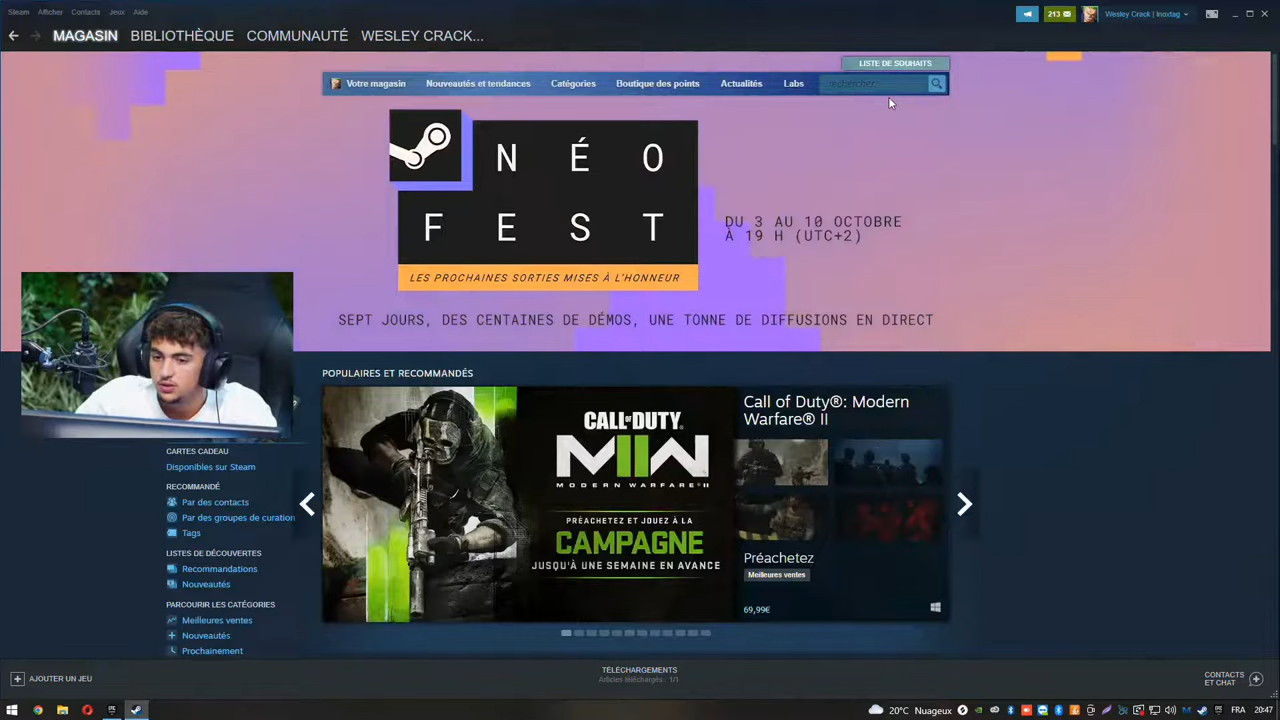 Steam Afficher Contacts Jeux Aide
213
Wesley Crack | Inoxtag
MAGASIN BIBLIOTHÈQUE COMMUNAUTÉ WESLEY CRACK...
LISTE DE SOUHAITS
Votre magasin Nouveautés et tendances Catégories Boutique des points Actualités Labs rechercher
NÉO
FEST
LES PROCHAINES SORTIES MISES À L'HONNEUR
DU 3 AU 10 OCTOBRE
À 19 H (UTC+2)
SEPT JOURS, DES CENTAINES DE DÉMOS, UNE TONNE DE DIFFUSIONS EN DIRECT
POPULAIRES ET RECOMMANDÉS
CARTES CADEAU
Disponibles sur Steam
RECOMMANDÉ
Par des contacts
Par des groupes de curation
Tags
LISTES DE DÉCOUVERTES
Recommandations
Nouveautés
PARCOURIR LES CATÉGORIES
Meilleures ventes
Nouveautés
Prochainement
CALL OF DUTY
MWII
MODERN WARFARE II
PRÉACHETEZ ET JOUEZ À LA
CAMPAGNE
JUSQU'À UNE SEMAINE EN AVANCE
Call of Duty®: Modern
Warfare® II
Préachetez
Meilleures ventes
69,99€
AJOUTER UN JEU
TÉLÉCHARGEMENTS
Articles téléchargés : 1/1
CONTACTS
ET CHAT
20°C Nuageux
FRA
20:47